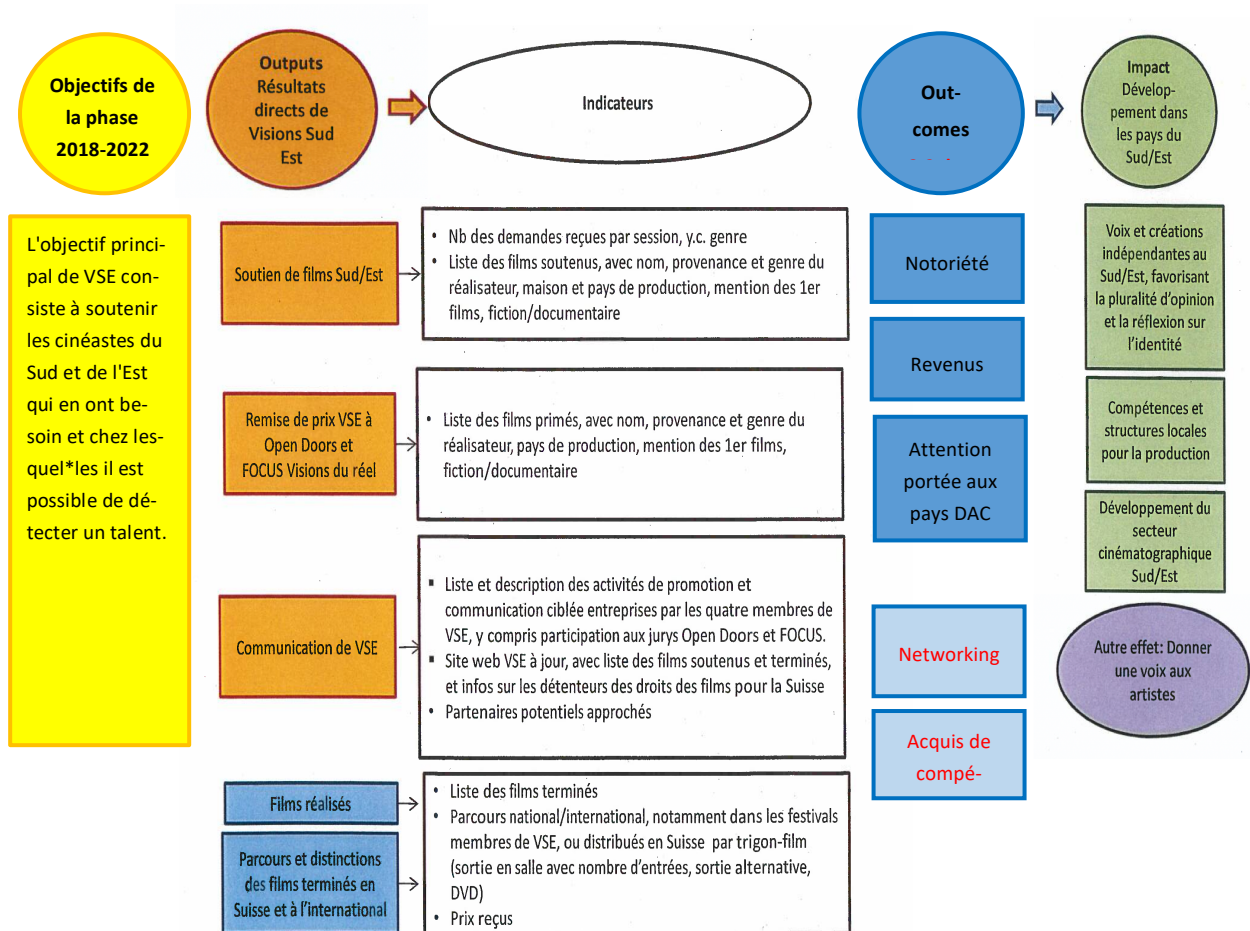 Objectifs de
la phase
2018-2022
Outputs
Résultats
directs de
Visions Sud
Est
Indicateurs
Out-
comes
Impact
Dévelop-
pement dans
les pays du
Sud/Est
L'objectif princi-
pal de VSE con-
siste à soutenir
les cinéastes du
Sud et de l'Est
qui en ont be-
soin et chez les-
quel*les il est
possible de dé-
tecter un talent.
Soutien de films Sud/Est
• Nb des demandes reçues par session, y.c. genre
• Liste des films soutenus, avec nom, provenance et genre du
réalisateur, maison et pays de production, mention des 1er
films, fiction/documentaire
Remise de prix VSE à
Open Doors et
FOCUS Visions du réel
• Liste des films primés, avec nom, provenance et genre du
réalisateur, pays de production, mention des 1er films,
fiction/documentaire
Communication de VSE
▪ Liste et description des activités de promotion et
communication ciblée entreprises par les quatre membres de
VSE, y compris participation aux jurys Open Doors et FOCUS.
▪ Site web VSE à jour, avec liste des films soutenus et terminés,
et infos sur les détenteurs des droits des films pour la Suisse
• Partenaires potentiels approchés
Films réalisés
Parcours et distinctions
des films terminés en
Suisse et à l'international
• Liste des films terminés
• Parcours national/international, notamment dans les festivals
membres de VSE, ou distribués en Suisse par trigon-film
(sortie en salle avec nombre d'entrées, sortie alternative,
DVD)
• Prix reçus
Notoriété
Revenus
Attention
portée aux
pays DAC
Networking
Acquis de
compé-
Voix et créations
indépendantes au
Sud/Est, favorisant
la pluralité d'opinion
et la réflexion sur
l'identité
Compétences et
structures locales
pour la production
Développement du
secteur
cinématographique
Sud/Est
Autre effet: Donner
une voix aux
artistes